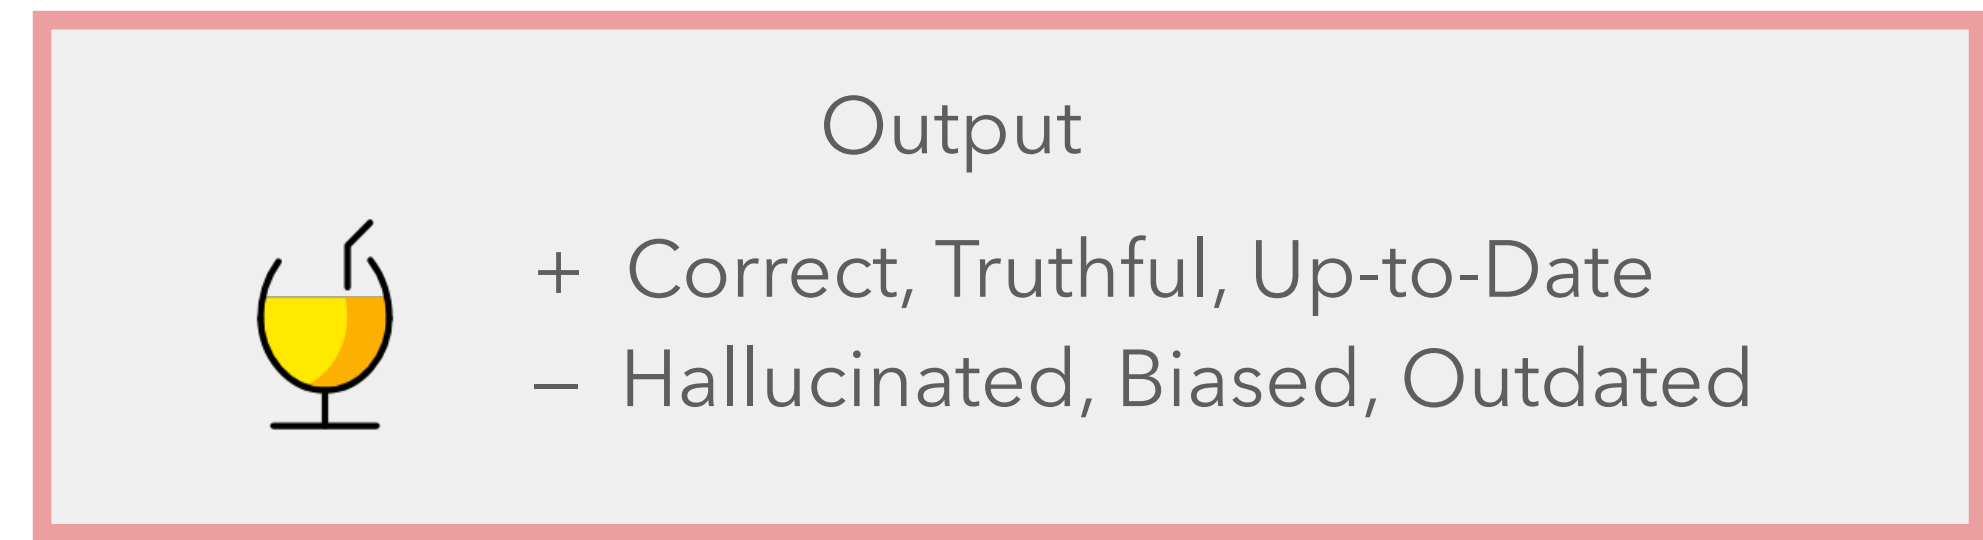 Output
+ Correct, Truthful, Up-to-Date
– Hallucinated, Biased, Outdated